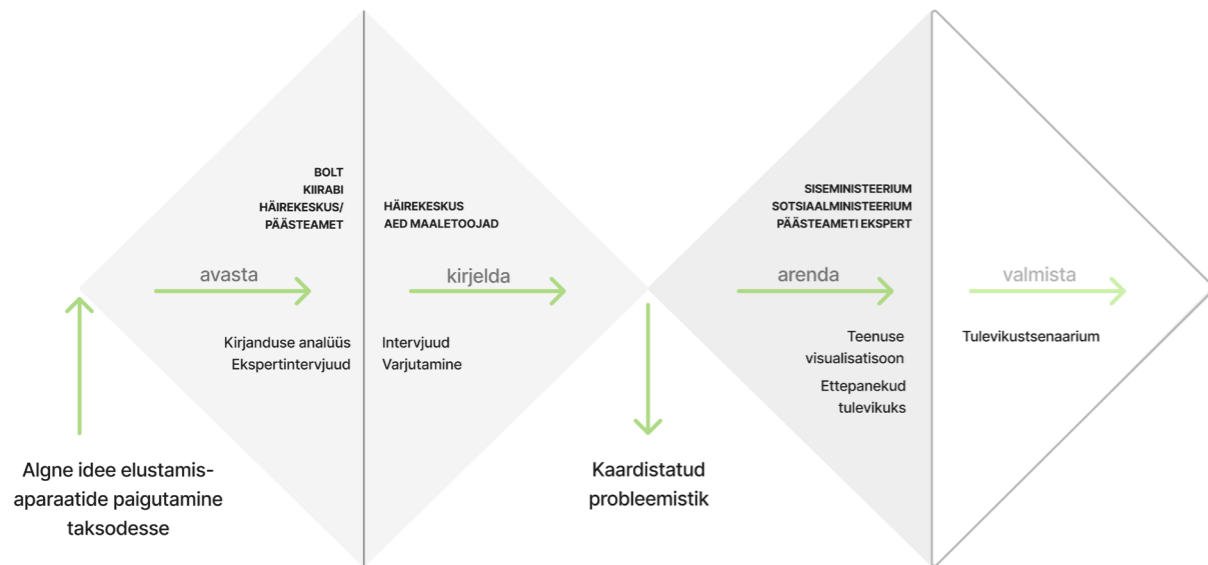 BOLT
KIIRABI
HÄIREKESKUS/
PÄÄSTEAMET
HÄIREKESKUS
AED MAALETOOJAD
SISEMINISTEERIUM
SOTSIAALMINISTEERIUM
PÄÄSTEAMETI EKSPERT
avasta
kirjelda
arenda
valmista
Kirjanduse analüüs
Ekspertintervjuud
Intervjuud
Varjutamine
Teenuse
visualisatisoon
Ettepanekud
tulevikuks
Tulevikustsenaarium
Algne idee elustamis-
aparaatide paigutamine
taksodesse
Kaardistatud
probleemistik